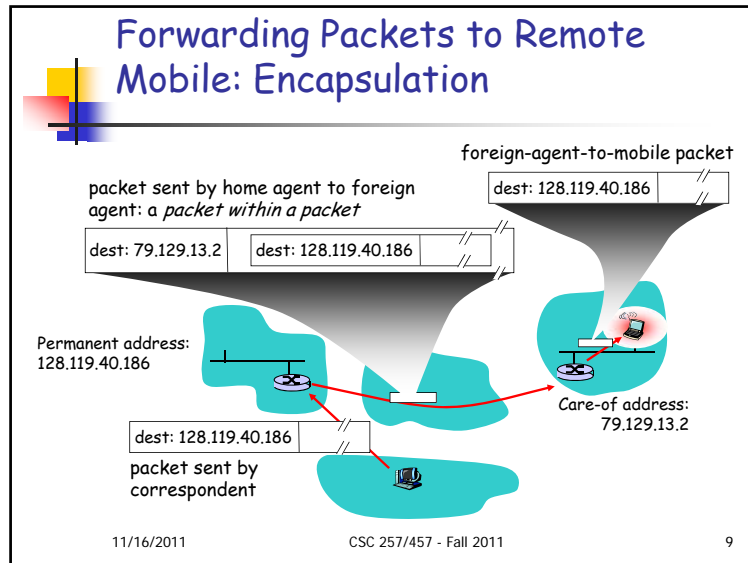 Forwarding Packets to Remote
Mobile: Encapsulation
foreign-agent-to-mobile packet
packet sent by home agent to foreign
agent: a packet within a packet
dest: 128.119.40.186
dest: 79.129.13.2
dest: 128.119.40.186
Permanent address:
128.119.40.186
Care-of address:
79.129.13.2
dest: 128.119.40.186
packet sent by
correspondent
11/16/2011
CSC 257/457 - Fall 2011
9